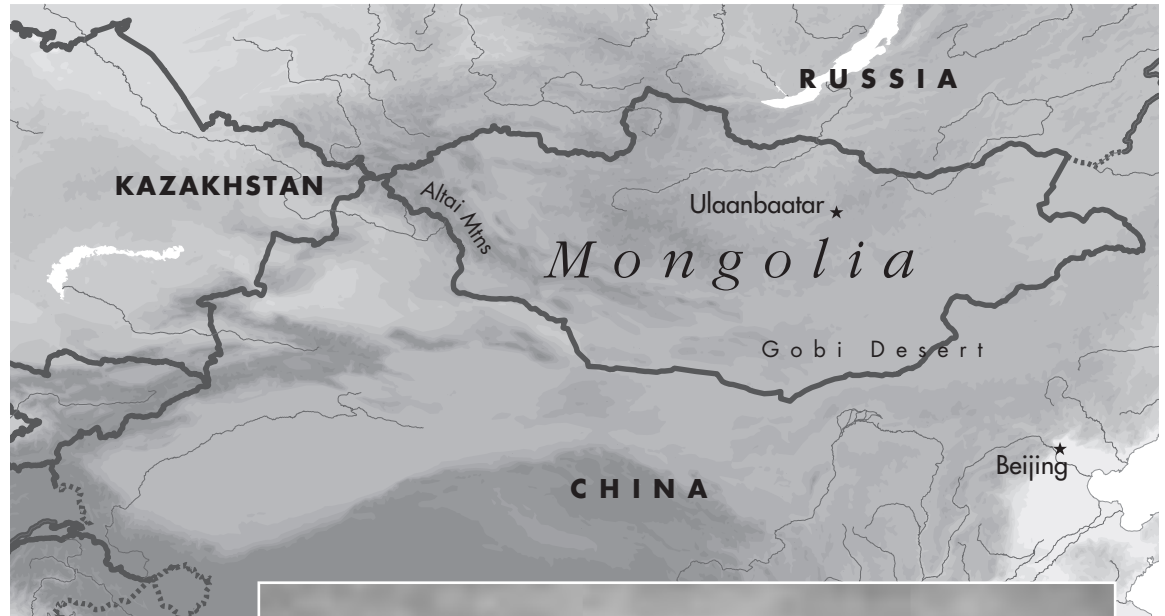 RUSSIA
KAZAKHSTAN
Altai Mtns
Ulaanbaatar
Mongolia
Gobi Desert
Beijing
CHINA